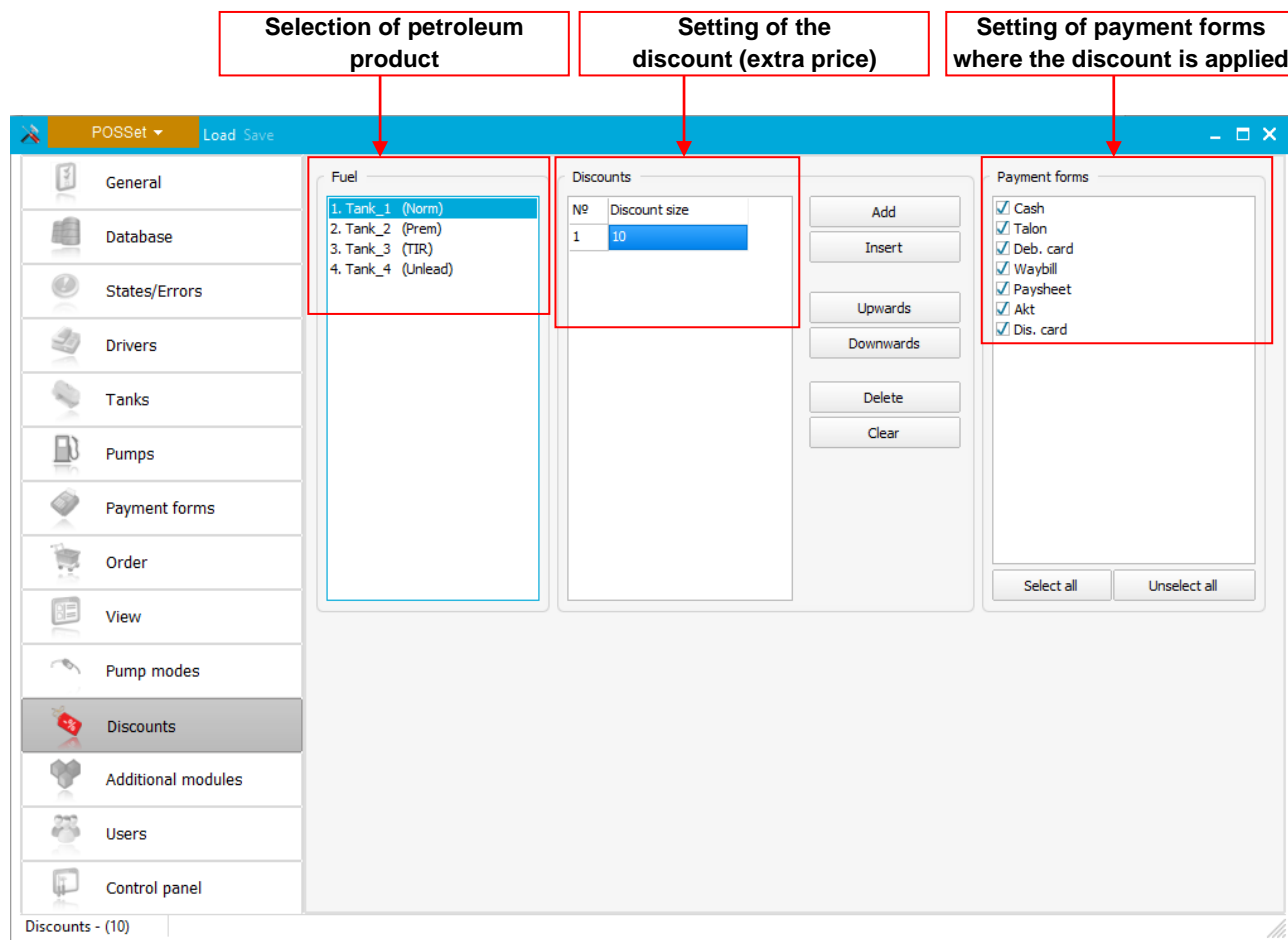 Selection of petroleum
product
Setting of the
discount (extra price)
Setting of payment forms
where the discount is applied
POSSet
Load Save
General
Database
States/Errors
Drivers
Tanks
Pumps
Payment forms
Order
View
Pump modes
Discounts
Additional modules
Users
Control panel
Fuel
1. Tank_1 (Norm)
2. Tank_2 (Prem)
3. Tank_3 (TIR)
4. Tank_4 (Unlead)
Discounts
Nº Discount size
1 10
Add
Insert
Upwards
Downwards
Delete
Clear
Payment forms
Cash
Talon
Deb. card
Waybill
Paysheet
Akt
Dis. card
Select all Unselect all
Discounts - (10)